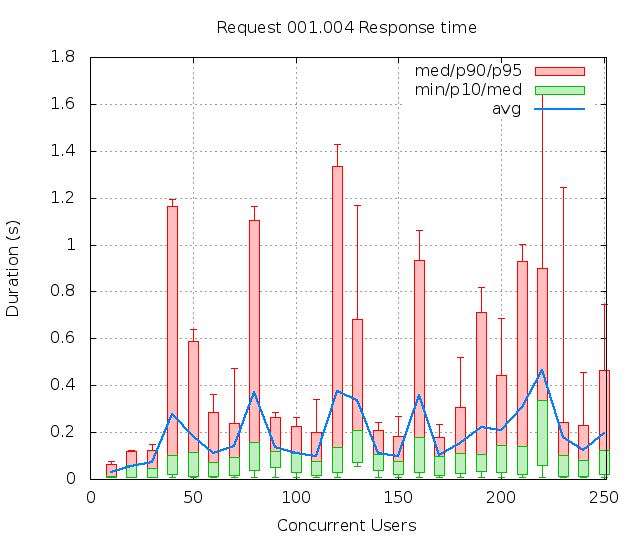 Request 001.004 Response time
med/p90/p95
min/p10/med
avg
Duration (s)
1.8
1.6
1.4
1.2
1
0.8
0.6
0.4
0.2
0
0 50 100 150 200 250
Concurrent Users